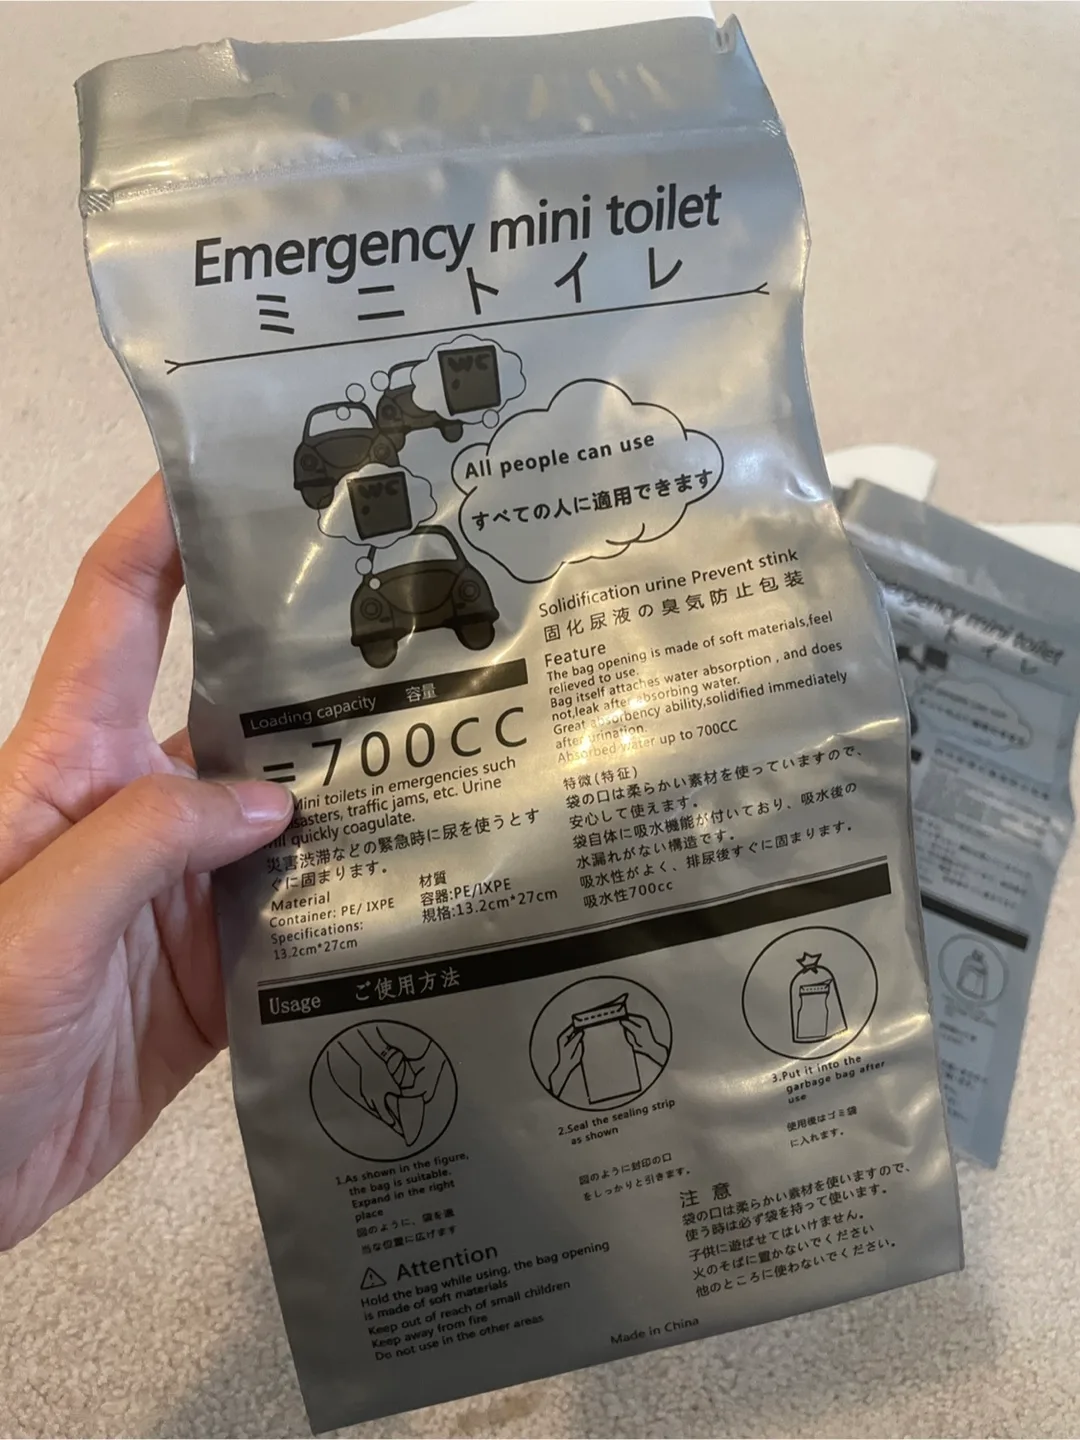 Emergency mini toilet
ミニトイレ
WC
WC
All people can use
すべての人に適用できます
Solidification urine Prevent stink
固化尿液の臭気防止包装
Feature
The bag opening is made of soft materials,feel
relieved to use.
Bag itself attaches water absorption , and does
not,leak after absorbing water.
Great absorbency ability,solidified immediately
after urination.
Absorbed water up to 700CC
特微(特征)
袋の口は柔らかい素材を使っていますので、
安心して使えます。
袋自体に吸水機能が付いており、吸水後の
水漏れがない構造です。
吸水性がよく、排尿後すぐに固まります。
吸水性700cc
Loading capacity 容量
=700CC
Mini toilets in emergencies such
traffic jams, etc. Urine
quickly coagulate.
災害渋滞などの緊急時に尿を使うとす
ぐに固まります。
Material
Container: PE/ IXPE
Specifications:
13.2cm*27cm
材質
容器:PE/IXPE
規格:13.2cm*27cm
Usage ご使用方法
1.As shown in the figure,
the bag is suitable.
Expand in the right
place
図のように、袋を適
当な位置に広げます
2.Seal the sealing strip
as shown
図のように封印の口
をしっかりと引きます。
3.Put it into the
garbage bag after
use
使用後はゴミ袋
に入れます。
Attention
Hold the bag while using, the bag opening
is made of soft materials
Keep out of reach of small children
Keep away from fire
Do not use in the other areas
注意
袋の口は柔らかい素材を使いますので、
使う時は必ず袋を持って使います。
子供に遊ばせてはいけません。
火のそばに置かないでください
他のところに使わないでください。
Made in China
mini toilet